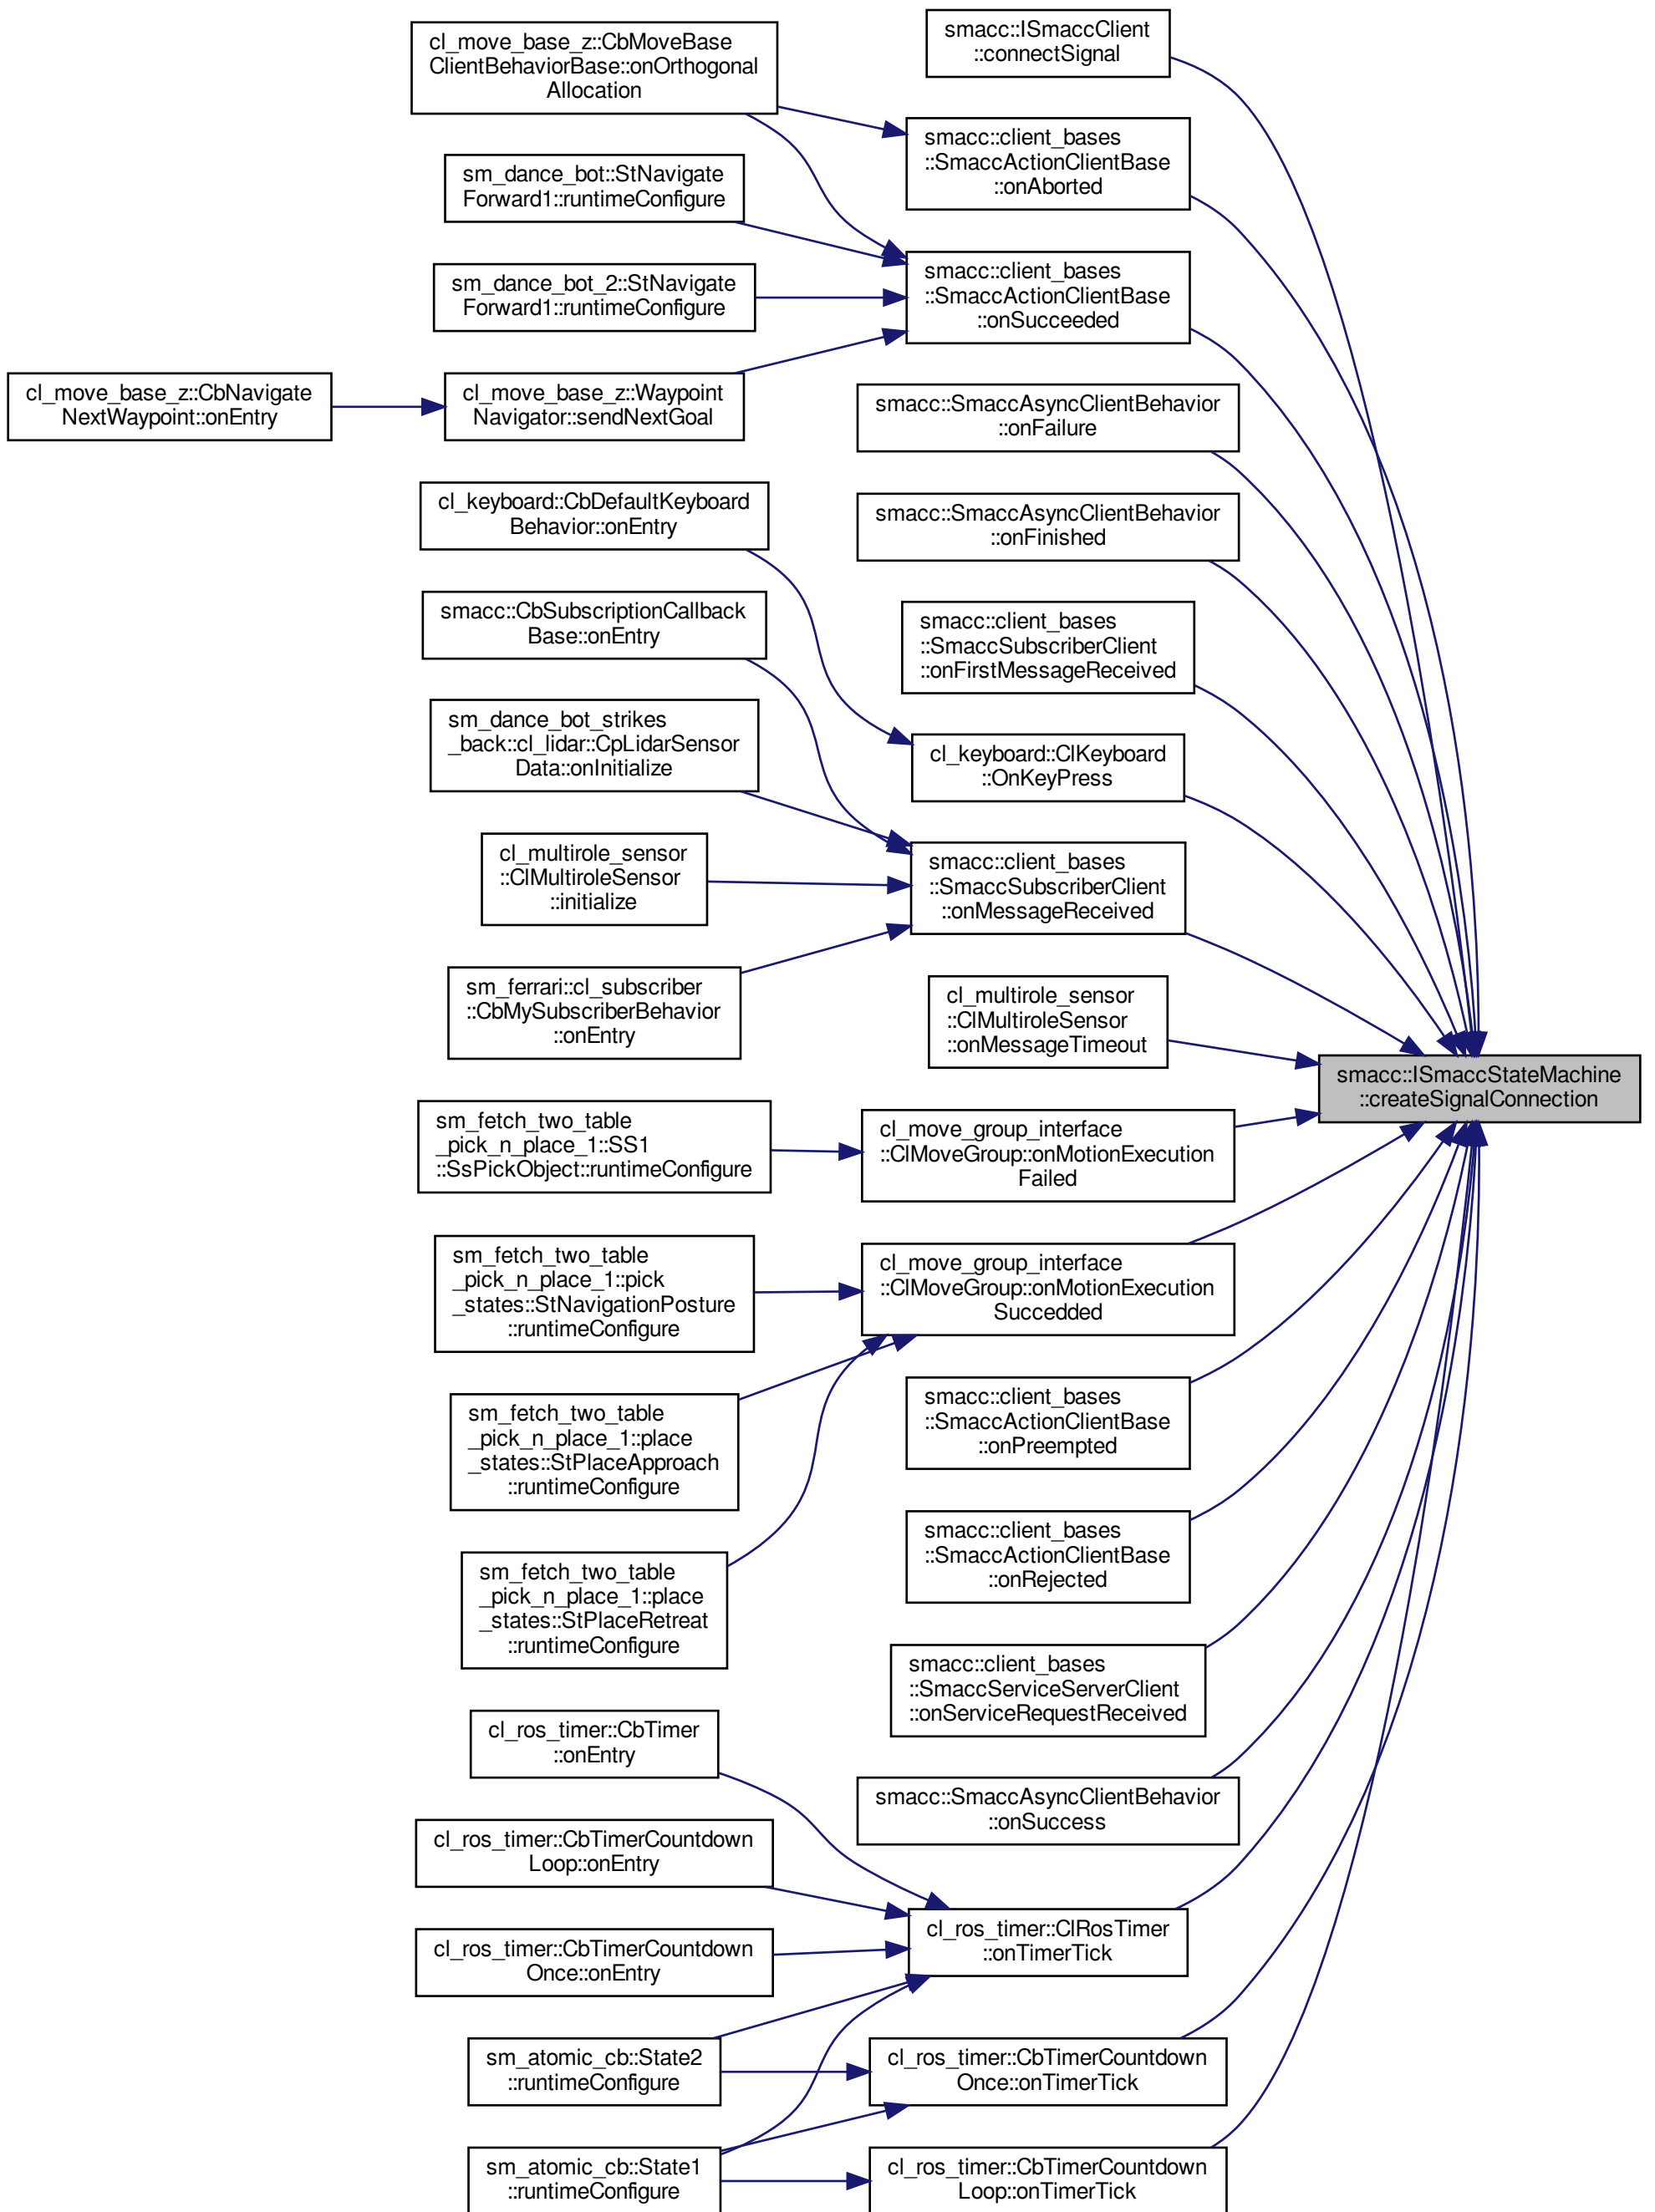 smacc::ISmaccClient
::connectSignal
cl_move_base_z::CbMoveBase
ClientBehaviorBase::onOrthogonal
Allocation
smacc::client_bases
::SmaccActionClientBase
::onAborted
sm_dance_bot::StNavigate
Forward1::runtimeConfigure
smacc::client_bases
::SmaccActionClientBase
::onSucceeded
sm_dance_bot_2::StNavigate
Forward1::runtimeConfigure
cl_move_base_z::CbNavigate
NextWaypoint::onEntry
cl_move_base_z::Waypoint
Navigator::sendNextGoal
smacc::SmaccAsyncClientBehavior
::onFailure
smacc::SmaccAsyncClientBehavior
::onFinished
cl_keyboard::CbDefaultKeyboard
Behavior::onEntry
smacc::CbSubscriptionCallback
Base::onEntry
smacc::client_bases
::SmaccSubscriberClient
::onFirstMessageReceived
sm_dance_bot_strikes
_back::cl_lidar::CpLidarSensor
Data::onInitialize
cl_keyboard::ClKeyboard
::OnKeyPress
cl_multirole_sensor
::ClMultiroleSensor
::initialize
smacc::client_bases
::SmaccSubscriberClient
::onMessageReceived
sm_ferrari::cl_subscriber
::CbMySubscriberBehavior
::onEntry
cl_multirole_sensor
::ClMultiroleSensor
::onMessageTimeout
smacc::ISmaccStateMachine
::createSignalConnection
sm_fetch_two_table
_pick_n_place_1::SS1
::SsPickObject::runtimeConfigure
cl_move_group_interface
::ClMoveGroup::onMotionExecution
Failed
sm_fetch_two_table
_pick_n_place_1::pick
_states::StNavigationPosture
::runtimeConfigure
cl_move_group_interface
::ClMoveGroup::onMotionExecution
Succedded
sm_fetch_two_table
_pick_n_place_1::place
_states::StPlaceApproach
::runtimeConfigure
smacc::client_bases
::SmaccActionClientBase
::onPreempted
smacc::client_bases
::SmaccActionClientBase
::onRejected
sm_fetch_two_table
_pick_n_place_1::place
_states::StPlaceRetreat
::runtimeConfigure
smacc::client_bases
::SmaccServiceServerClient
::onServiceRequestReceived
cl_ros_timer::CbTimer
::onEntry
smacc::SmaccAsyncClientBehavior
::onSuccess
cl_ros_timer::CbTimerCountdown
Loop::onEntry
cl_ros_timer::ClRosTimer
::onTimerTick
cl_ros_timer::CbTimerCountdown
Once::onEntry
sm_atomic_cb::State2
::runtimeConfigure
cl_ros_timer::CbTimerCountdown
Once::onTimerTick
sm_atomic_cb::State1
::runtimeConfigure
cl_ros_timer::CbTimerCountdown
Loop::onTimerTick